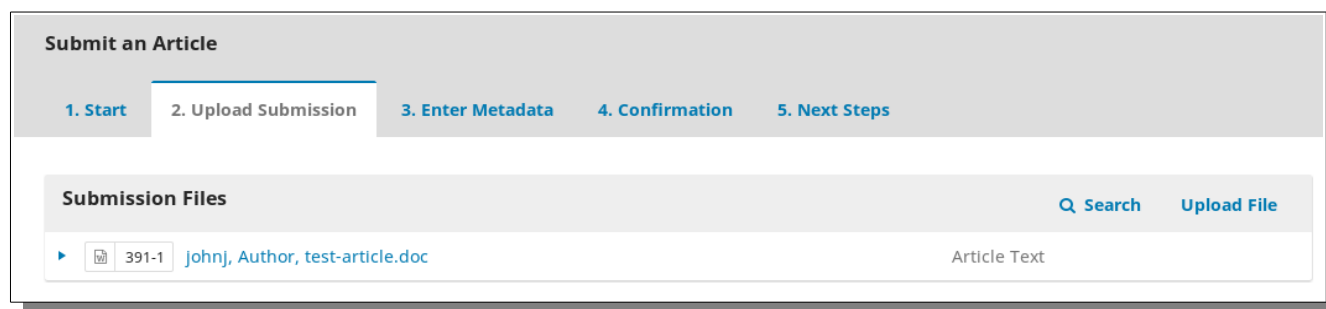 Submit an Article
1. Start 2. Upload Submission 3. Enter Metadata 4. Confirmation 5. Next Steps
Submission Files Search Upload File
W 391-1 johnj, Author, test-article.doc Article Text